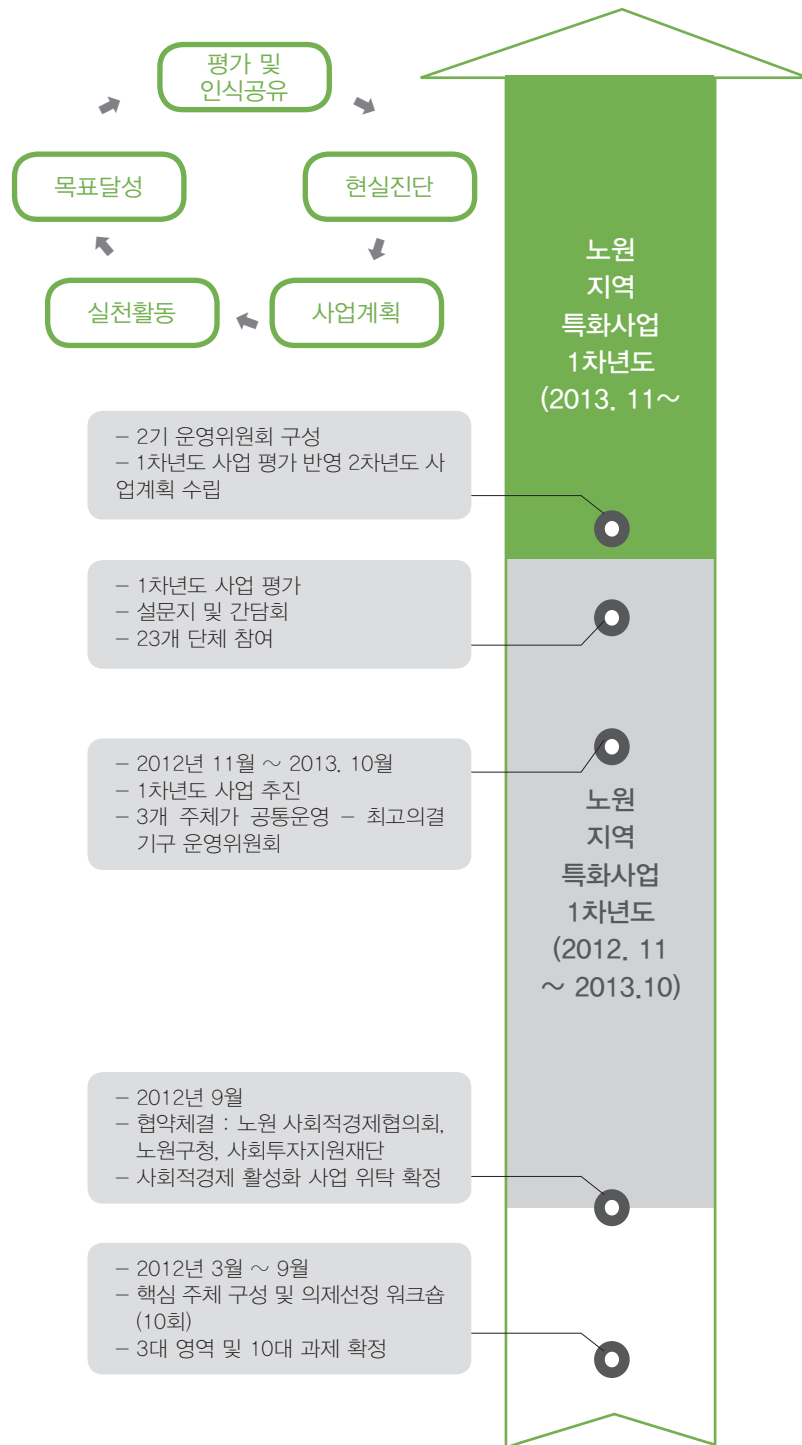 평가 및
인식공유
목표달성
현실진단
실천활동
사업계획
노원
지역
특화사업
1차년도
(2013. 11～
– 2기 운영위원회 구성
– 1차년도 사업 평가 반영 2차년도 사
업계획 수립
– 1차년도 사업 평가
– 설문지 및 간담회
– 23개 단체 참여
– 2012년 11월 ～ 2013. 10월
– 1차년도 사업 추진
– 3개 주체가 공통운영 – 최고의결
기구 운영위원회
노원
지역
특화사업
1차년도
(2012. 11
～ 2013.10)
– 2012년 9월
– 협약체결 : 노원 사회적경제협의회,
노원구청, 사회투자지원재단
– 사회적경제 활성화 사업 위탁 확정
– 2012년 3월 ～ 9월
– 핵심 주체 구성 및 의제선정 워크숍
(10회)
– 3대 영역 및 10대 과제 확정